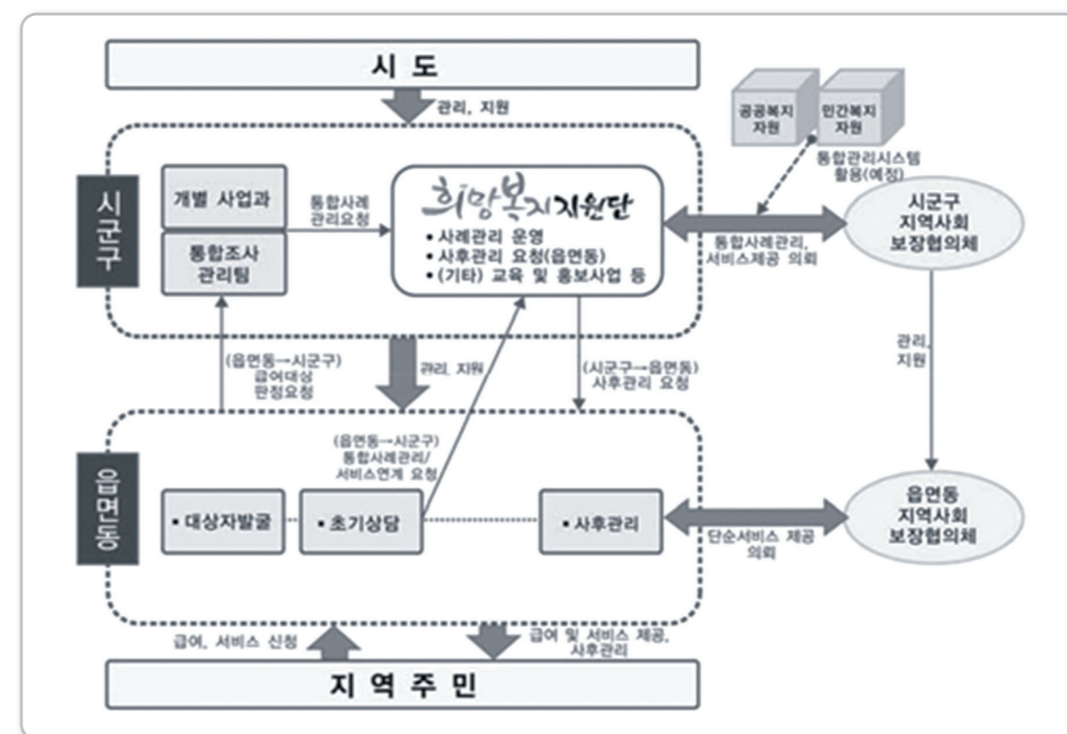 시 도
관리, 지원
공공복지
자원
민간복지
자원
통합관리시스템
활용(예정)
시군구
개별 사업과
통합조사
관리팀
통합사례
관리요청
희망복지지원단
▪ 사례관리 운영
▪ 사후관리 요청(읍면동)
▪ (기타) 교육 및 홍보사업 등
통합사례관리,
서비스제공 의뢰
시군구
지역사회
보장협의체
(읍면동→시군구)
급여대상
판정요청
관리, 지원
(시군구→읍면동)
사후관리 요청
관리,
지원
(읍면동→시군구)
통합사례관리/
서비스연계 요청
읍면동
▪ 대상자발굴
▪ 초기상담
▪ 사후관리
단순서비스 제공
의뢰
읍면동
지역사회
보장협의체
급여, 서비스 신청
급여 및 서비스 제공,
사후관리
지 역 주 민